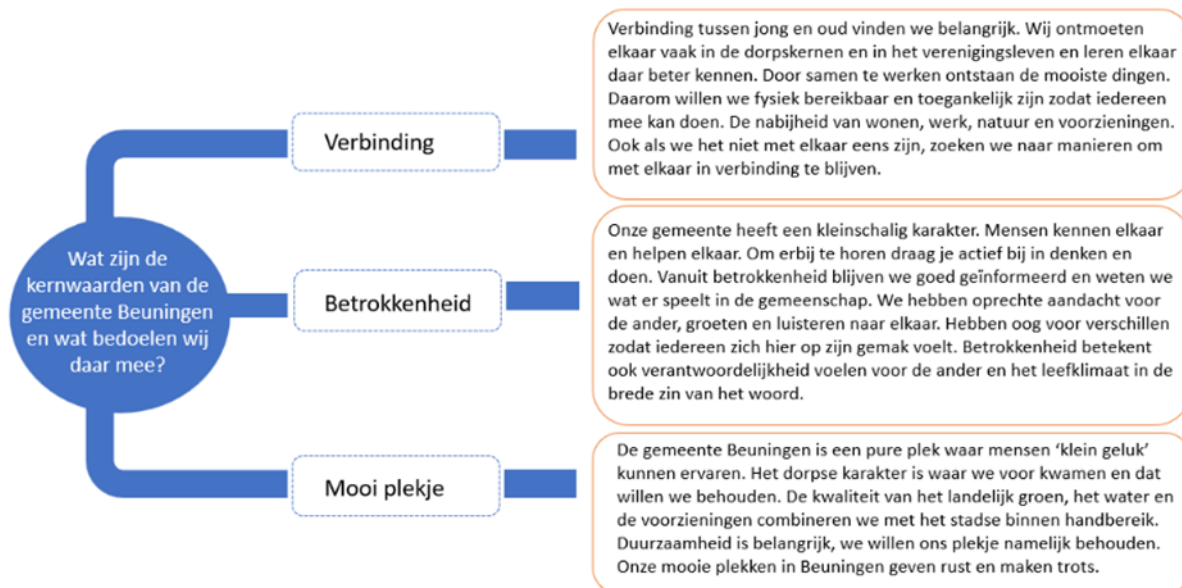 Wat zijn de
kernwaarden van de
gemeente Beuningen
en wat bedoelen wij
daar mee?
Verbinding
Verbinding tussen jong en oud vinden we belangrijk. Wij ontmoeten
elkaar vaak in de dorpskernen en in het verenigingsleven en leren elkaar
daar beter kennen. Door samen te werken ontstaan de mooiste dingen.
Daarom willen we fysiek bereikbaar en toegankelijk zijn zodat iedereen
mee kan doen. De nabijheid van wonen, werk, natuur en voorzieningen.
Ook als we het niet met elkaar eens zijn, zoeken we naar manieren om
met elkaar in verbinding te blijven.
Betrokkenheid
Onze gemeente heeft een kleinschalig karakter. Mensen kennen elkaar
en helpen elkaar. Om erbij te horen draag je actief bij in denken en
doen. Vanuit betrokkenheid blijven we goed geïnformeerd en weten we
wat er speelt in de gemeenschap. We hebben oprechte aandacht voor
de ander, groeten en luisteren naar elkaar. Hebben oog voor verschillen
zodat iedereen zich hier op zijn gemak voelt. Betrokkenheid betekent
ook verantwoordelijkheid voelen voor de ander en het leefklimaat in de
brede zin van het woord.
Mooi plekje
De gemeente Beuningen is een pure plek waar mensen ‘klein geluk’
kunnen ervaren. Het dorpse karakter is waar we voor kwamen en dat
willen we behouden. De kwaliteit van het landelijk groen, het water en
de voorzieningen combineren we met het stadse binnen handbereik.
Duurzaamheid is belangrijk, we willen ons plekje namelijk behouden.
Onze mooie plekken in Beuningen geven rust en maken trots.